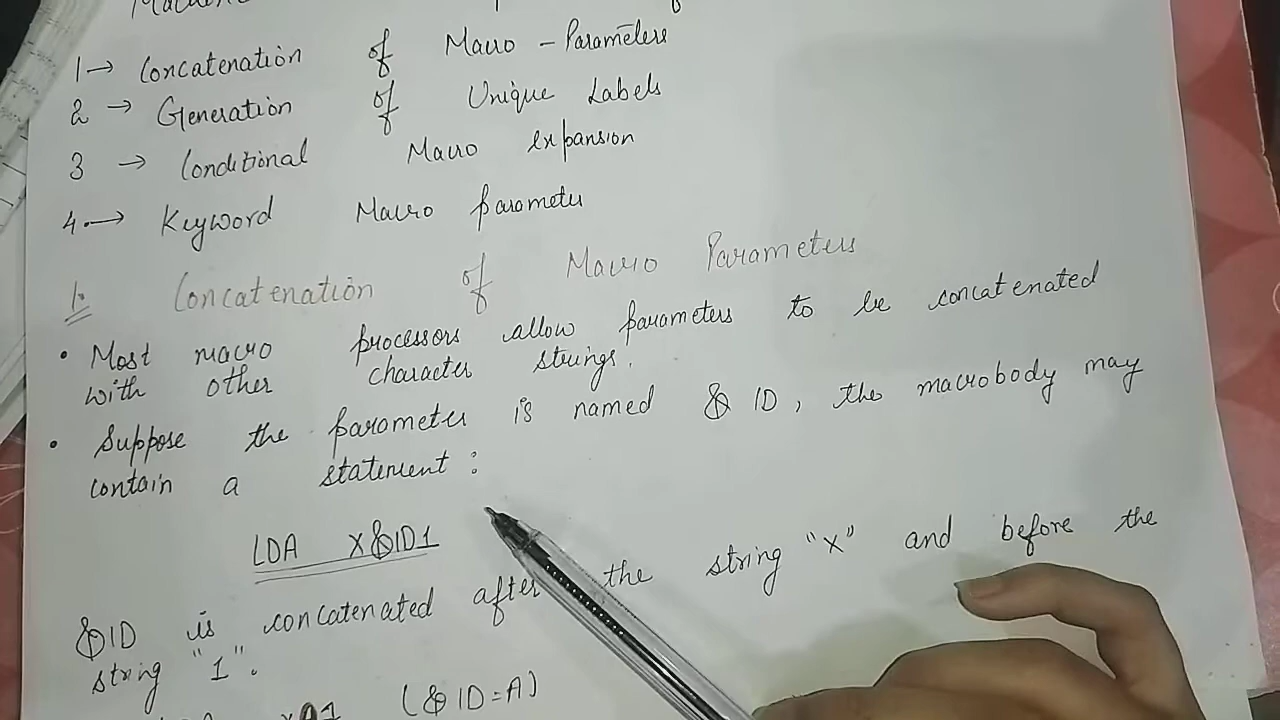 1→ Concatenation of Macro - Parameters
2 → Generation of Unique Labels
3 → Conditional Macro expansion
4.→ Keyword Macro parameter
1. Concatenation of Macro Parameters
• Most macro processors allow parameters to be concatenated
with other character strings.
• Suppose the parameter is named & ID, the macrobody may
contain a statement :
LDA X&ID1
&ID is concatenated after the string "X" and before the
string "1".
(& ID = A)